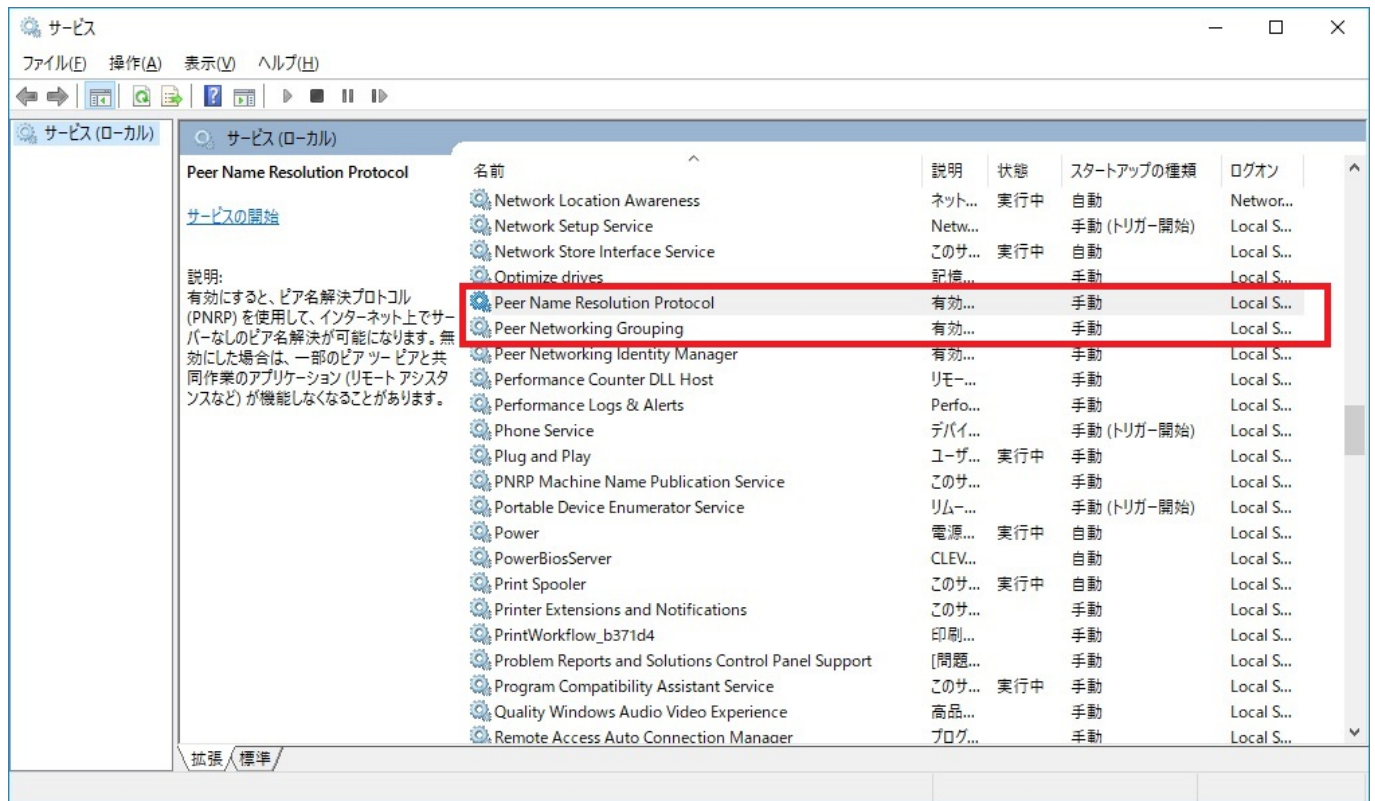 サービス
ファイル(F) 操作(A) 表示(V) ヘルプ(H)
サービス (ローカル)
サービス (ローカル)
Peer Name Resolution Protocol
サービスの開始
説明:
有効にすると、ピア名解決プロトコル
(PNRP) を使用して、インターネット上でサー
バーなしのピア名解決が可能になります。無
効にした場合は、一部のピア ツー ピアと共
同作業のアプリケーション (リモート アシスタ
ンスなど) が機能しなくなることがあります。
名前 説明 状態 スタートアップの種類 ログオン
Network Location Awareness ネット... 実行中 自動 Networ...
Network Setup Service Netw... 手動 (トリガー開始) Local S...
Network Store Interface Service このサ... 実行中 自動 Local S...
Optimize drives 記憶... 手動 Local S...
Peer Name Resolution Protocol 有効... 手動 Local S...
Peer Networking Grouping 有効... 手動 Local S...
Peer Networking Identity Manager 有効... 手動 Local S...
Performance Counter DLL Host リモー... 手動 Local S...
Performance Logs & Alerts Perfo... 手動 Local S...
Phone Service デバイ... 手動 (トリガー開始) Local S...
Plug and Play ユーザ... 実行中 手動 Local S...
PNRP Machine Name Publication Service このサ... 手動 Local S...
Portable Device Enumerator Service リムー... 手動 (トリガー開始) Local S...
Power 電源... 実行中 自動 Local S...
PowerBiosServer CLEV... 自動 Local S...
Print Spooler このサ... 実行中 自動 Local S...
Printer Extensions and Notifications このサ... 手動 Local S...
PrintWorkflow_b371d4 印刷... 手動 Local S...
Problem Reports and Solutions Control Panel Support [問題... 手動 Local S...
Program Compatibility Assistant Service このサ... 実行中 手動 Local S...
Quality Windows Audio Video Experience 高品... 手動 Local S...
Remote Access Auto Connection Manager プログ... 手動 Local S...
拡張 標準